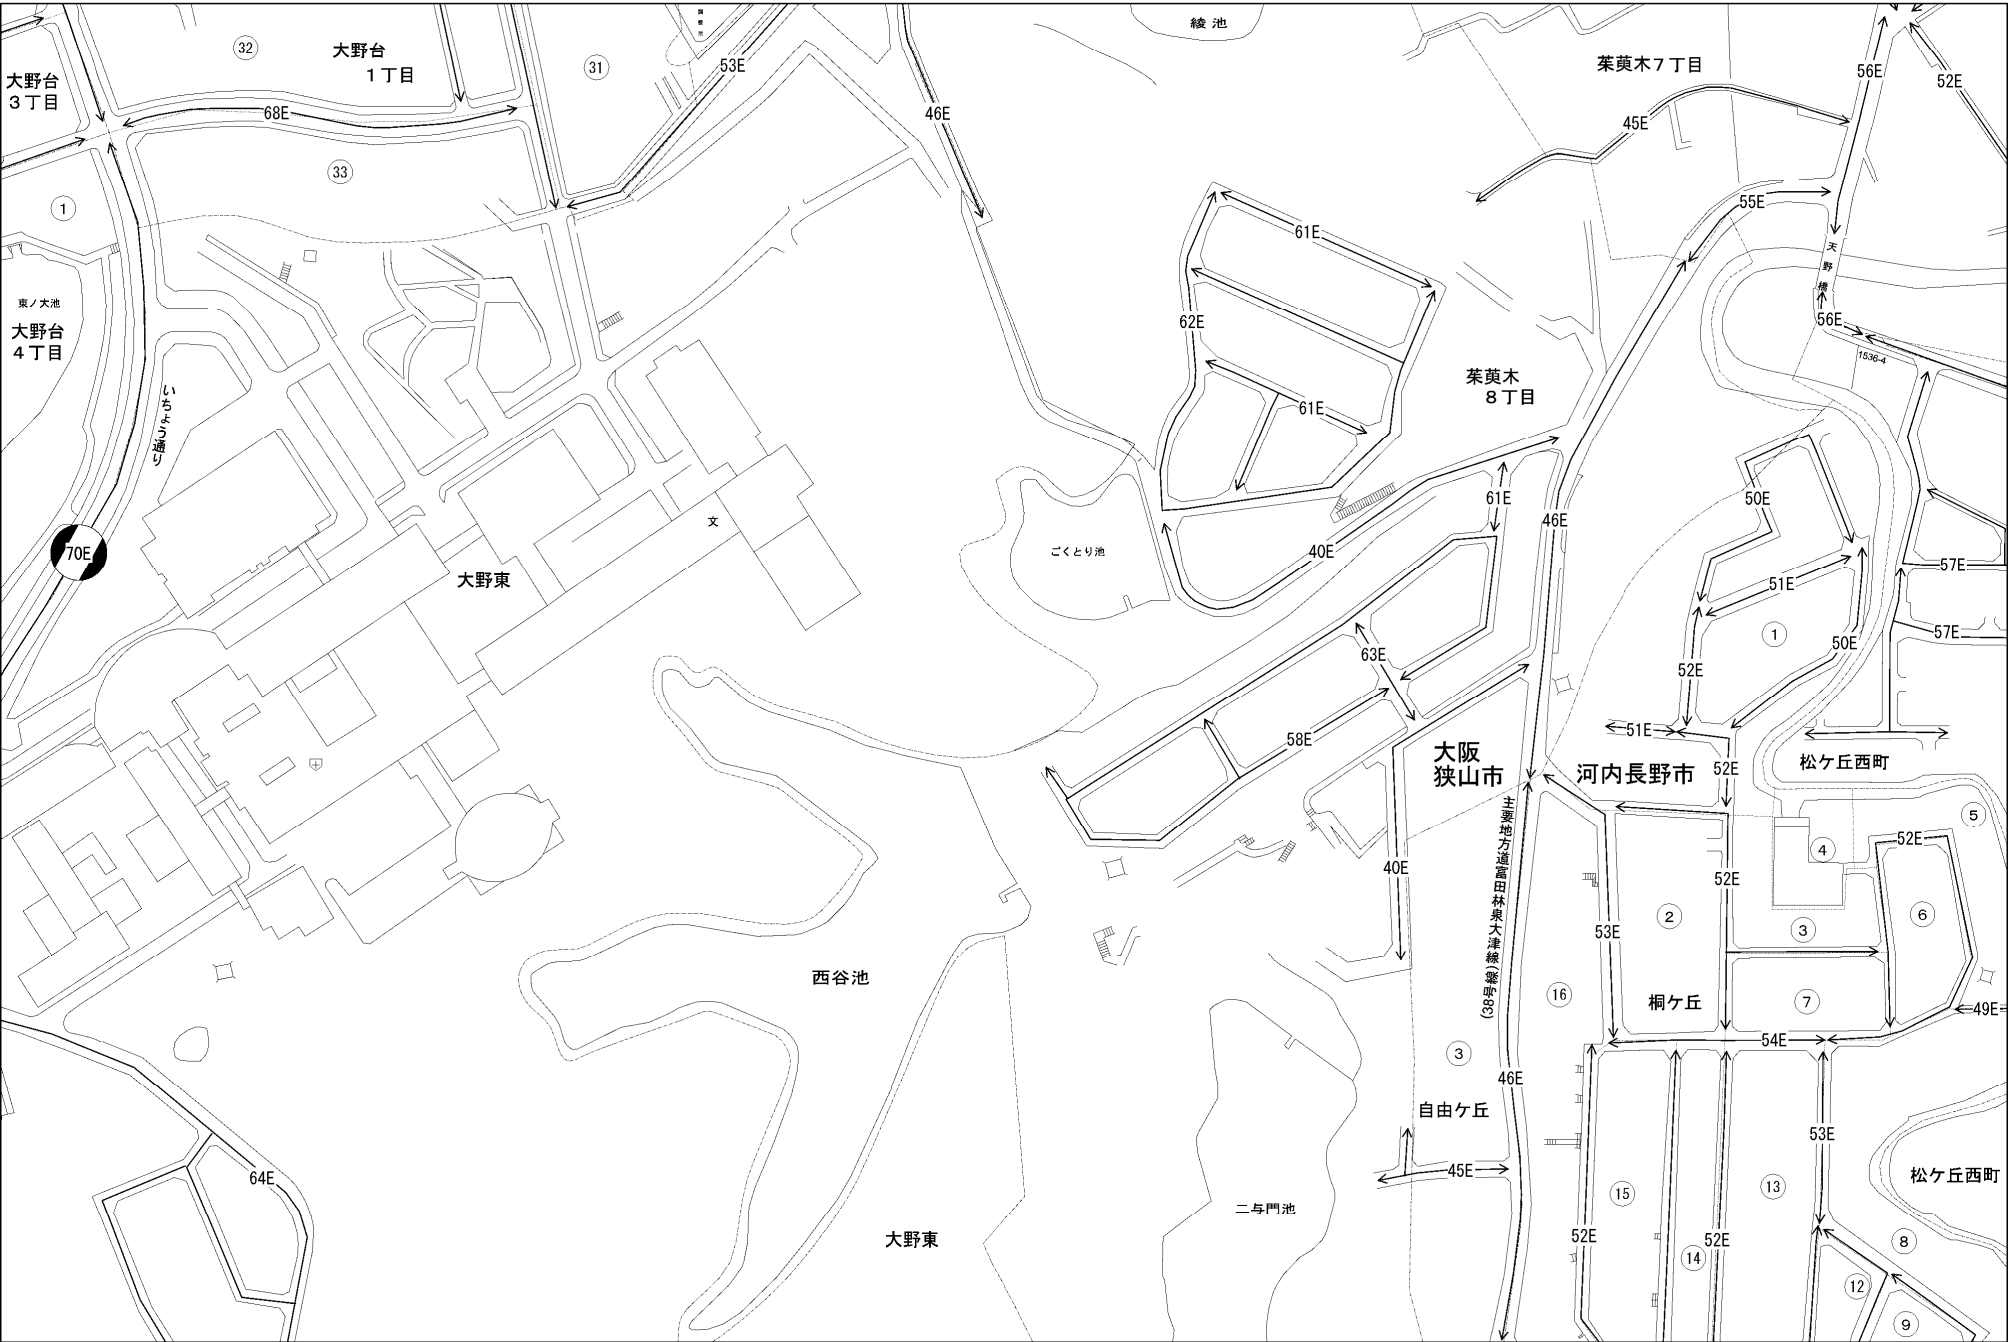 綾池
調整池
32
大野台
1丁目
31
大野台
3丁目
53E
茱萸木7丁目
56E
52E
68E
46E
45E
33
1
55E
61E
天野橋
東ノ大池
大野台
4丁目
62E
56E
1536-4
いちょう通り
茱萸木
8丁目
61E
50E
61E
46E
文
70E
大野東
ごくとり池
40E
57E
51E
1
57E
63E
50E
52E
51E
58E
大阪
狭山市
河内長野市
52E
松ケ丘西町
主要地方道富田林泉大津線(38号線)
5
52E
4
40E
52E
2
6
3
53E
西谷池
16
桐ケ丘
7
49E
54E
3
46E
自由ケ丘
53E
64E
45E
15
13
松ケ丘西町
二与門池
大野東
52E
52E
8
14
12
9